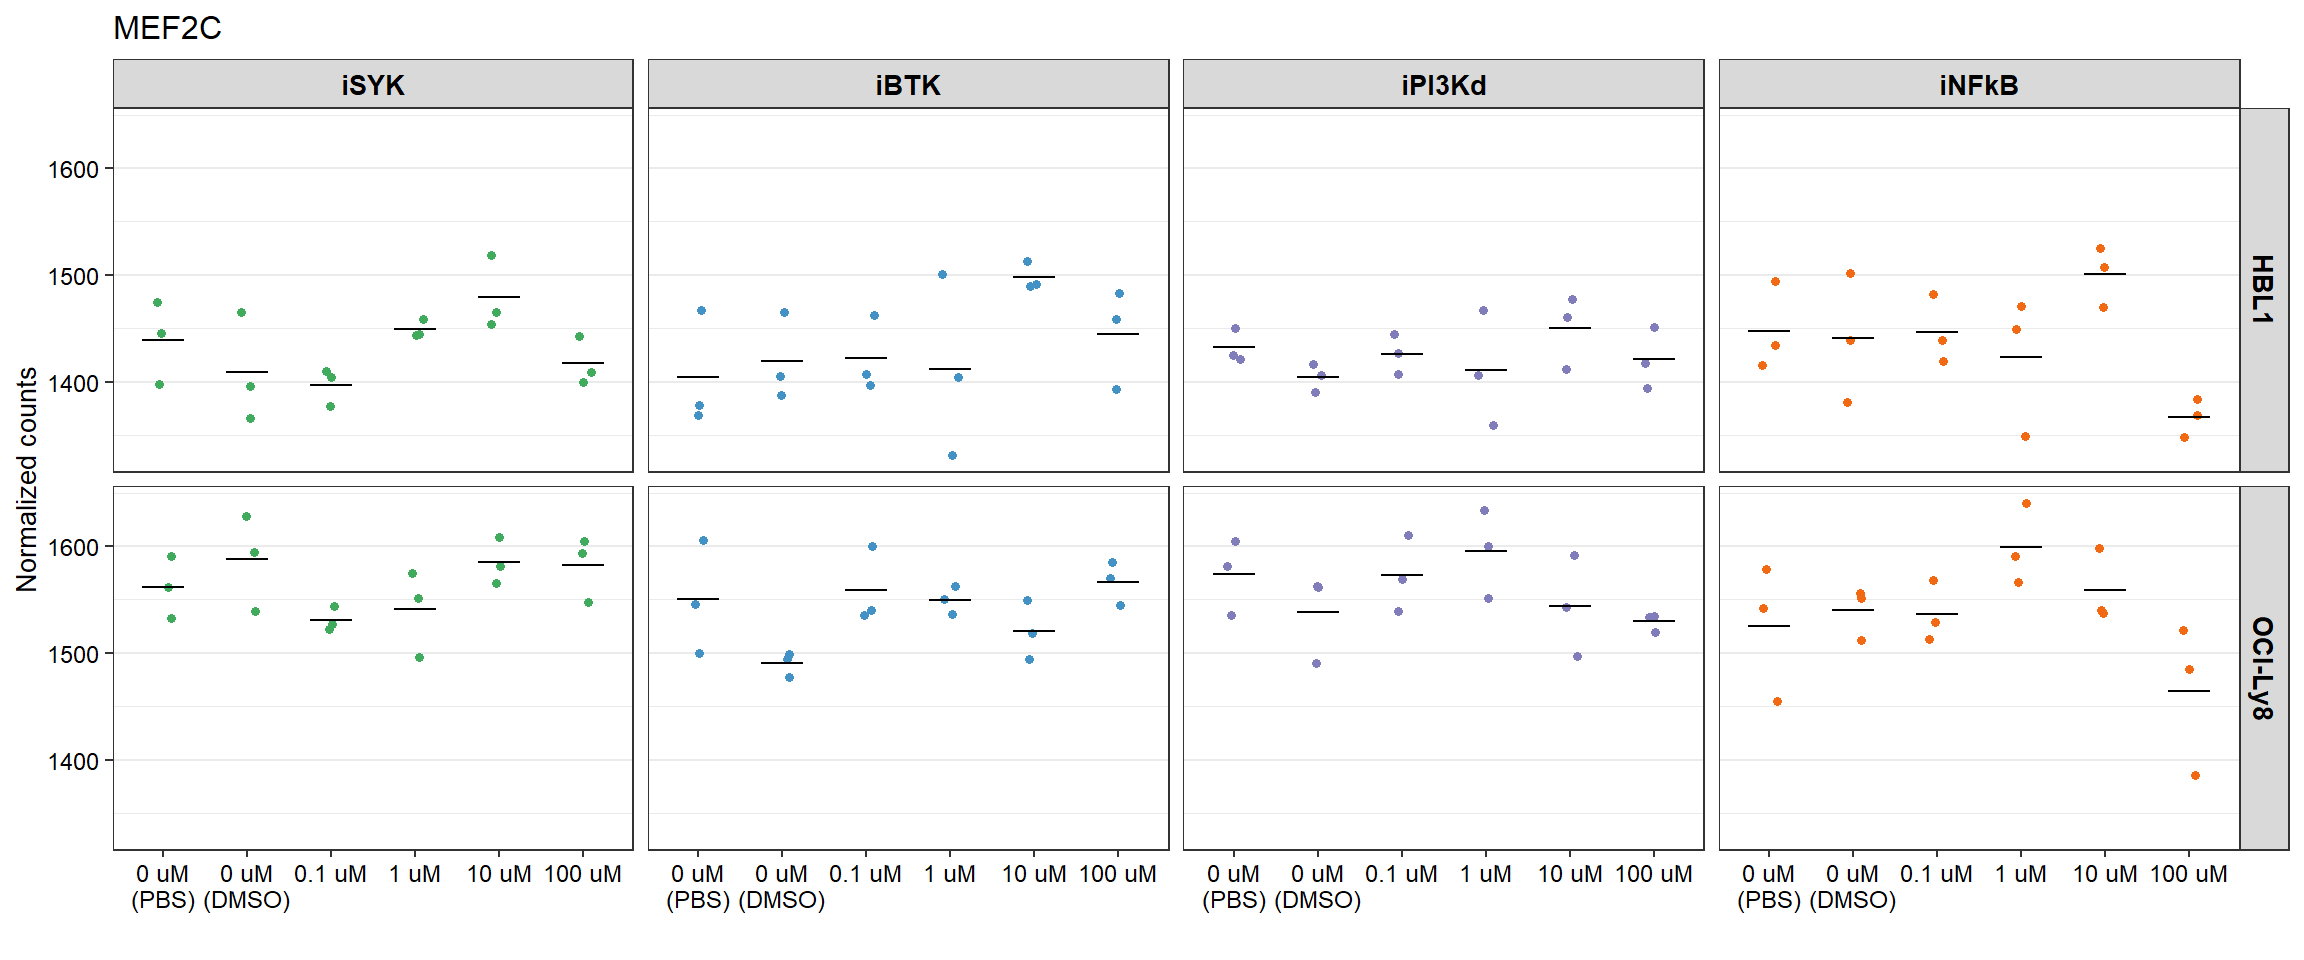 MEF2C
iSYK iBTK iPI3Kd iNFkB
HBL1
1600
1500
1400
Normalized counts
OCI-Ly8
1600
1500
1400
0 uM 0 uM 0.1 uM 1 uM 10 uM 100 uM 0 uM 0 uM 0.1 uM 1 uM 10 uM 100 uM 0 uM 0 uM 0.1 uM 1 uM 10 uM 100 uM 0 uM 0 uM 0.1 uM 1 uM 10 uM 100 uM
(PBS) (DMSO) (PBS) (DMSO) (PBS) (DMSO) (PBS) (DMSO)